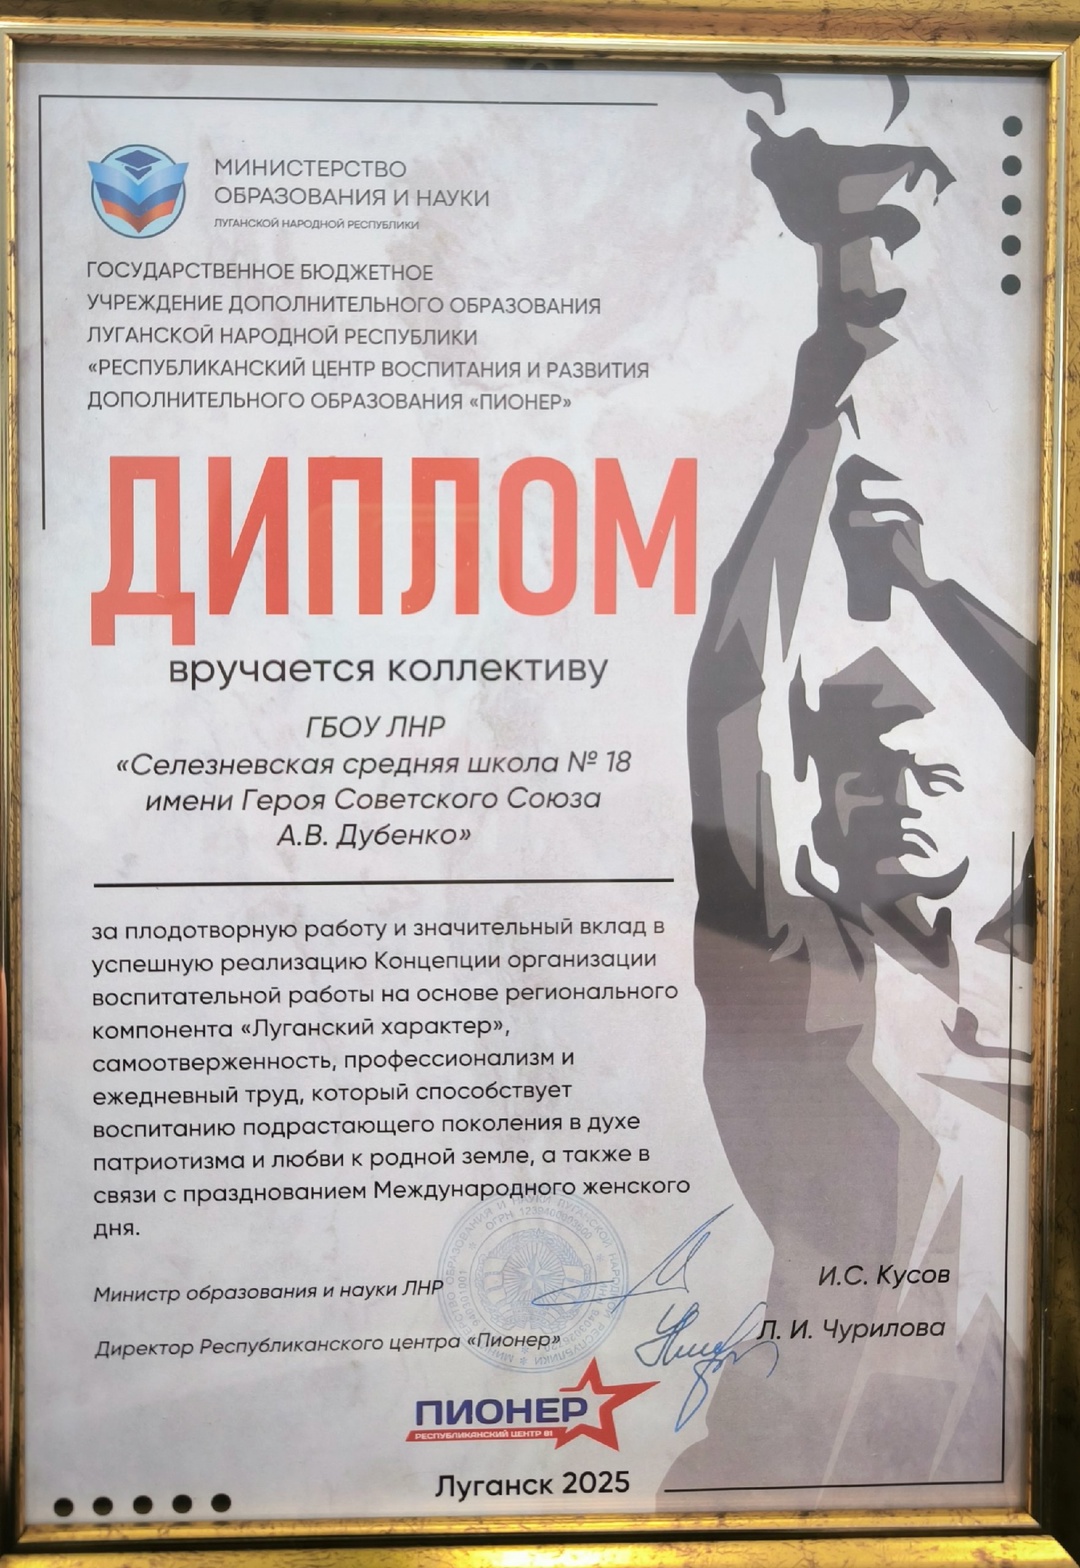 МИНИСТЕРСТВО
ОБРАЗОВАНИЯ И НАУКИ
ЛУГАНСКОЙ НАРОДНОЙ РЕСПУБЛИКИ
ГОСУДАРСТВЕННОЕ БЮДЖЕТНОЕ
УЧРЕЖДЕНИЕ ДОПОЛНИТЕЛЬНОГО ОБРАЗОВАНИЯ
ЛУГАНСКОЙ НАРОДНОЙ РЕСПУБЛИКИ
«РЕСПУБЛИКАНСКИЙ ЦЕНТР ВОСПИТАНИЯ И РАЗВИТИЯ
ДОПОЛНИТЕЛЬНОГО ОБРАЗОВАНИЯ «ПИОНЕР»
ДИПЛОМ
вручается коллективу
ГБОУ ЛНР
«Селезневская средняя школа № 18
имени Героя Советского Союза
А.В. Дубенко»
за плодотворную работу и значительный вклад в
успешную реализацию Концепции организации
воспитательной работы на основе регионального
компонента «Луганский характер»,
самоотверженность, профессионализм и
ежедневный труд, который способствует
воспитанию подрастающего поколения в духе
патриотизма и любви к родной земле, а также в
связи с празднованием Международного женского
дня.
Министр образования и науки ЛНР
И.С. Кусов
Директор Республиканского центра «Пионер»
Л. И. Чурилова
ПИОНЕР
РЕСПУБЛИКАНСКИЙ ЦЕНТР
Луганск 2025